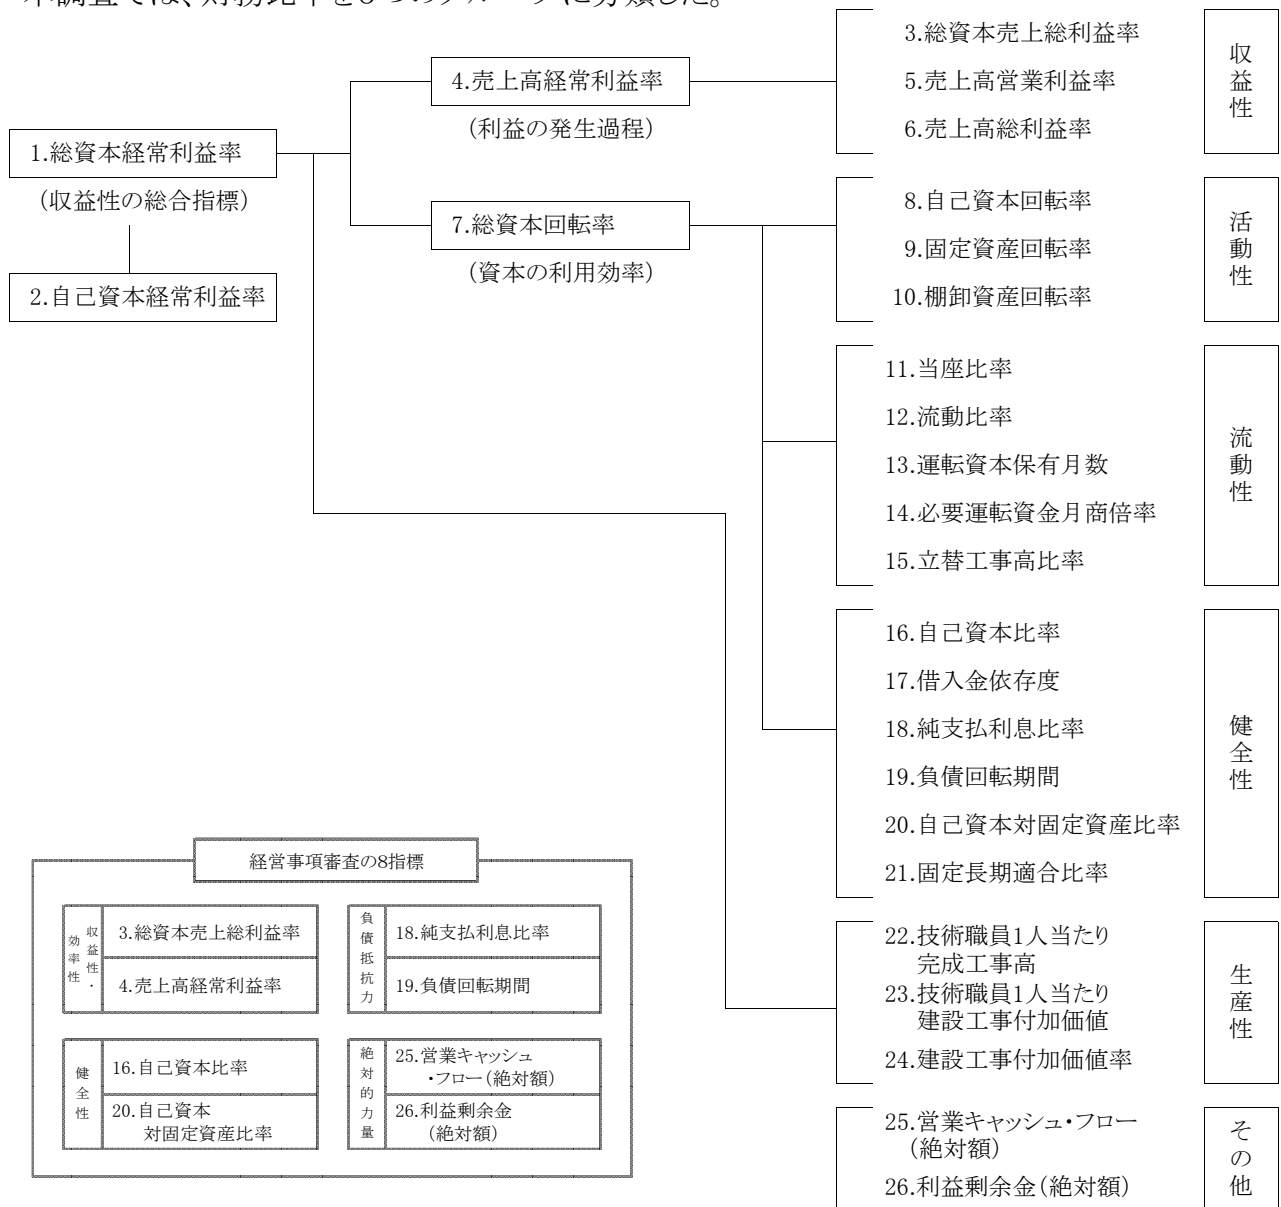 本調査では、財務比率を6つのグループに分類した。
1.総資本経常利益率
(収益性の総合指標)
2.自己資本経常利益率
4.売上高経常利益率
(利益の発生過程)
7.総資本回転率
(資本の利用効率)
3.総資本売上総利益率
5.売上高営業利益率
6.売上高総利益率
収益性
8.自己資本回転率
9.固定資産回転率
10.棚卸資産回転率
活動性
11.当座比率
12.流動比率
13.運転資本保有月数
14.必要運転資金月商倍率
15.立替工事高比率
流動性
16.自己資本比率
17.借入金依存度
18.純支払利息比率
19.負債回転期間
20.自己資本対固定資産比率
21.固定長期適合比率
健全性
22.技術職員1人当たり
完成工事高
23.技術職員1人当たり
建設工事付加価値
24.建設工事付加価値率
生産性
25.営業キャッシュ・フロー
(絶対額)
26.利益剰余金(絶対額)
その他
経営事項審査の8指標
収益性・
効率性
3.総資本売上総利益率
4.売上高経常利益率
負債抵抗力
18.純支払利息比率
19.負債回転期間
健全性
16.自己資本比率
20.自己資本
対固定資産比率
絶対的力量
25.営業キャッシュ
・フロー(絶対額)
26.利益剰余金
(絶対額)